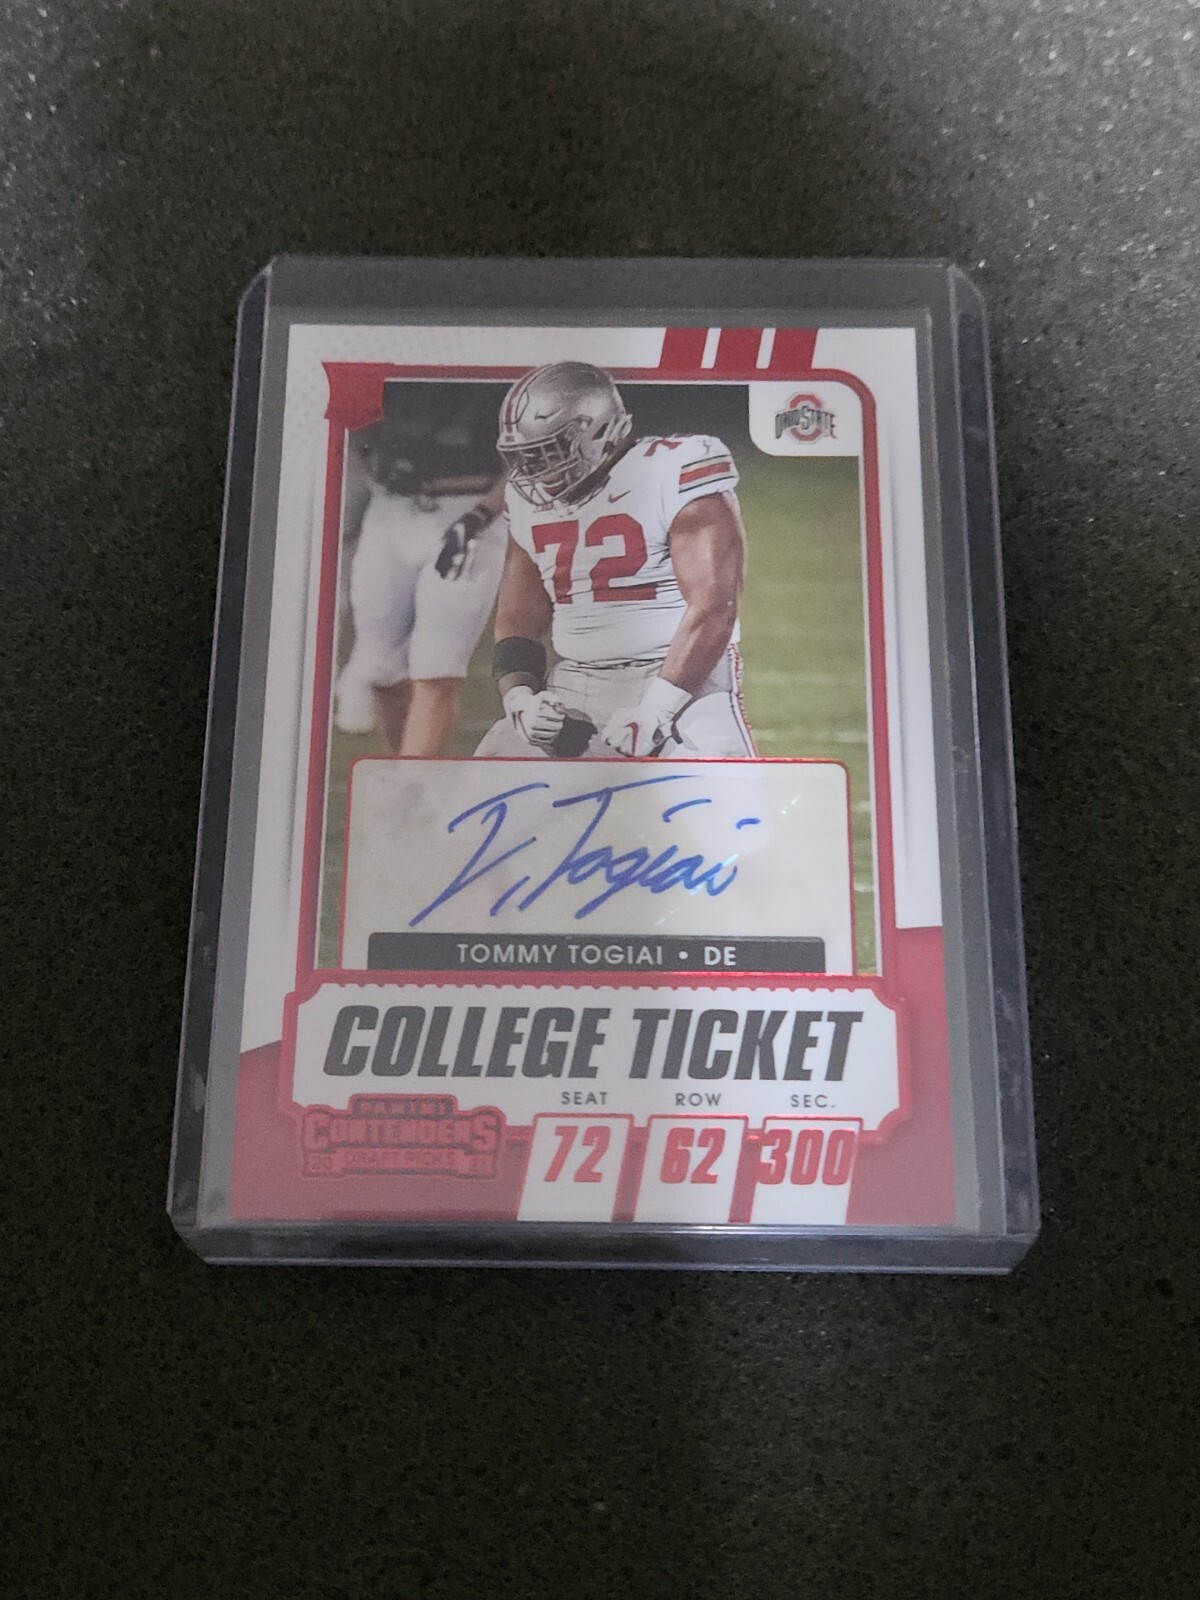 OHIO STATE
72
72
T. Togiai
TOMMY TOGIAI • DE
COLLEGE TICKET
SEAT ROW SEC.
PANINI
CONTENDERS
20 DRAFT PICKS 21
72 62 300